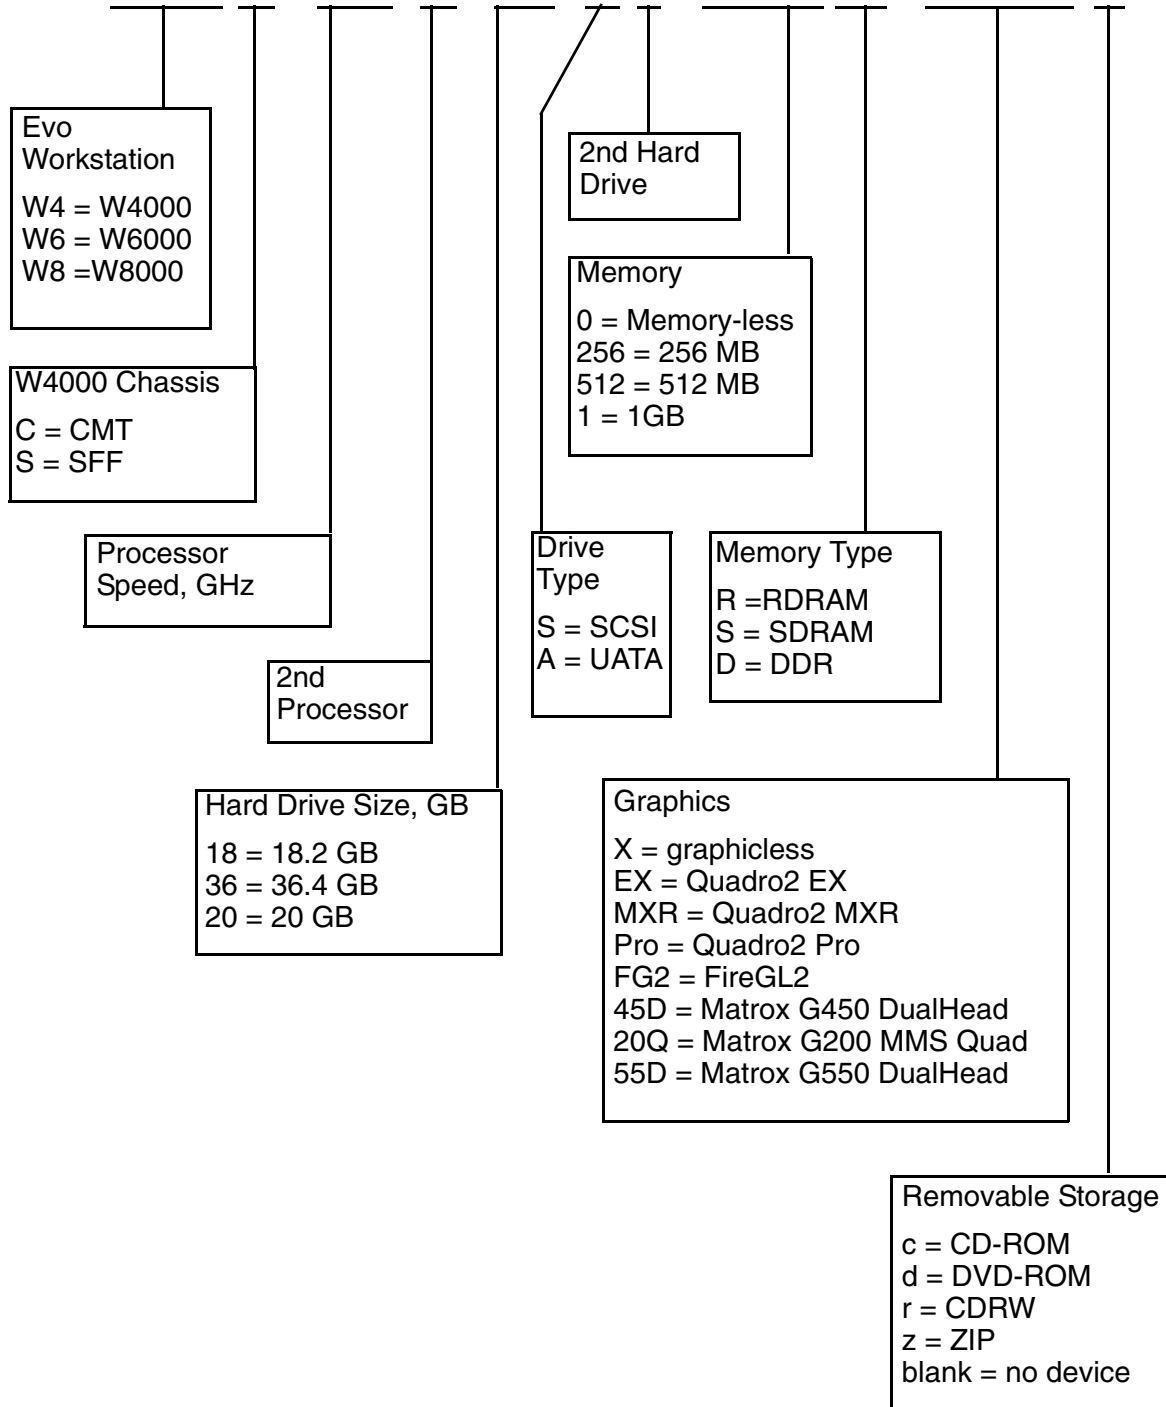 Evo
Workstation
W4 = W4000
W6 = W6000
W8 =W8000
2nd Hard
Drive
Memory
0 = Memory-less
256 = 256 MB
512 = 512 MB
1 = 1GB
W4000 Chassis
C = CMT
S = SFF
Processor
Speed, GHz
Drive
Type
S = SCSI
A = UATA
Memory Type
R =RDRAM
S = SDRAM
D = DDR
2nd
Processor
Hard Drive Size, GB
18 = 18.2 GB
36 = 36.4 GB
20 = 20 GB
Graphics
X = graphicless
EX = Quadro2 EX
MXR = Quadro2 MXR
Pro = Quadro2 Pro
FG2 = FireGL2
45D = Matrox G450 DualHead
20Q = Matrox G200 MMS Quad
55D = Matrox G550 DualHead
Removable Storage
c = CD-ROM
d = DVD-ROM
r = CDRW
z = ZIP
blank = no device